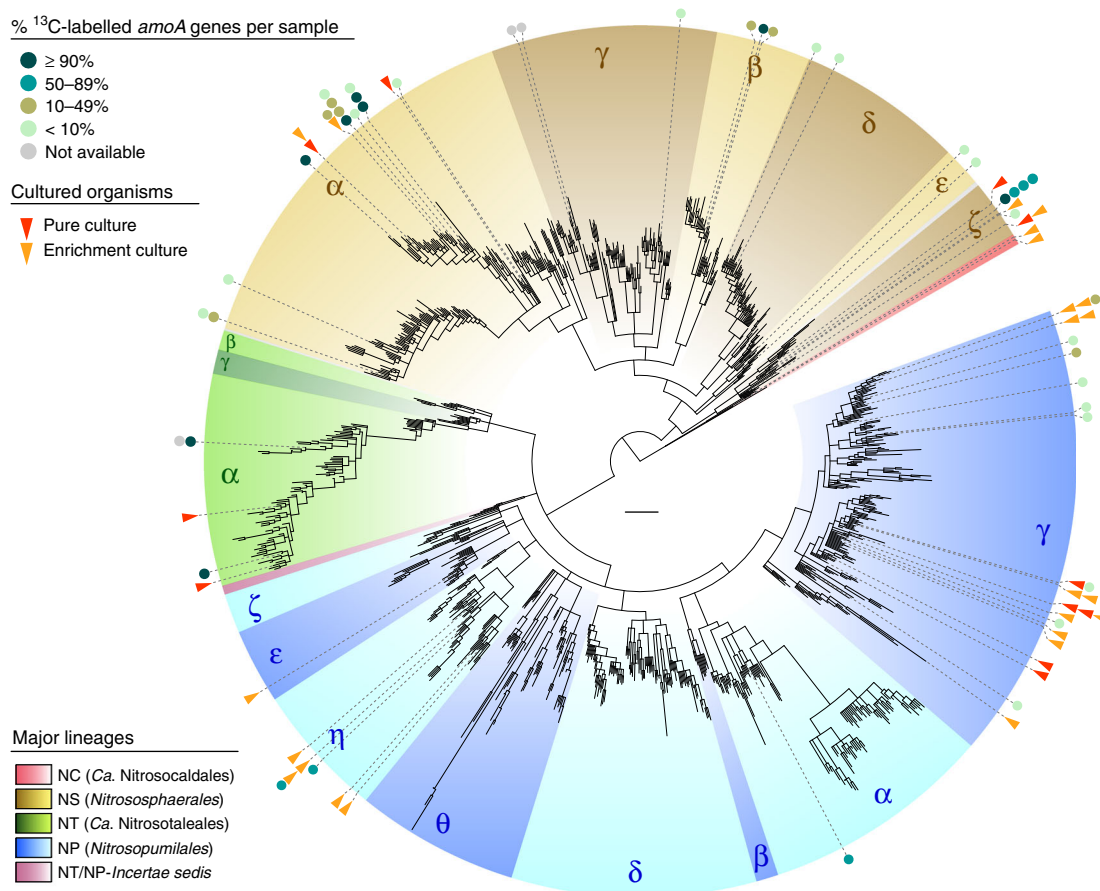 % ¹³C-labelled amoA genes per sample
≥ 90%
50–89%
10–49%
< 10%
Not available
Cultured organisms
Pure culture
Enrichment culture
γ
β
δ
ε
ζ
α
β
γ
α
γ
ζ
ε
η
θ
δ
β
α
Major lineages
NC (Ca. Nitrosocaldales)
NS (Nitrososphaerales)
NT (Ca. Nitrosotaleales)
NP (Nitrosopumilales)
NT/NP-Incertae sedis